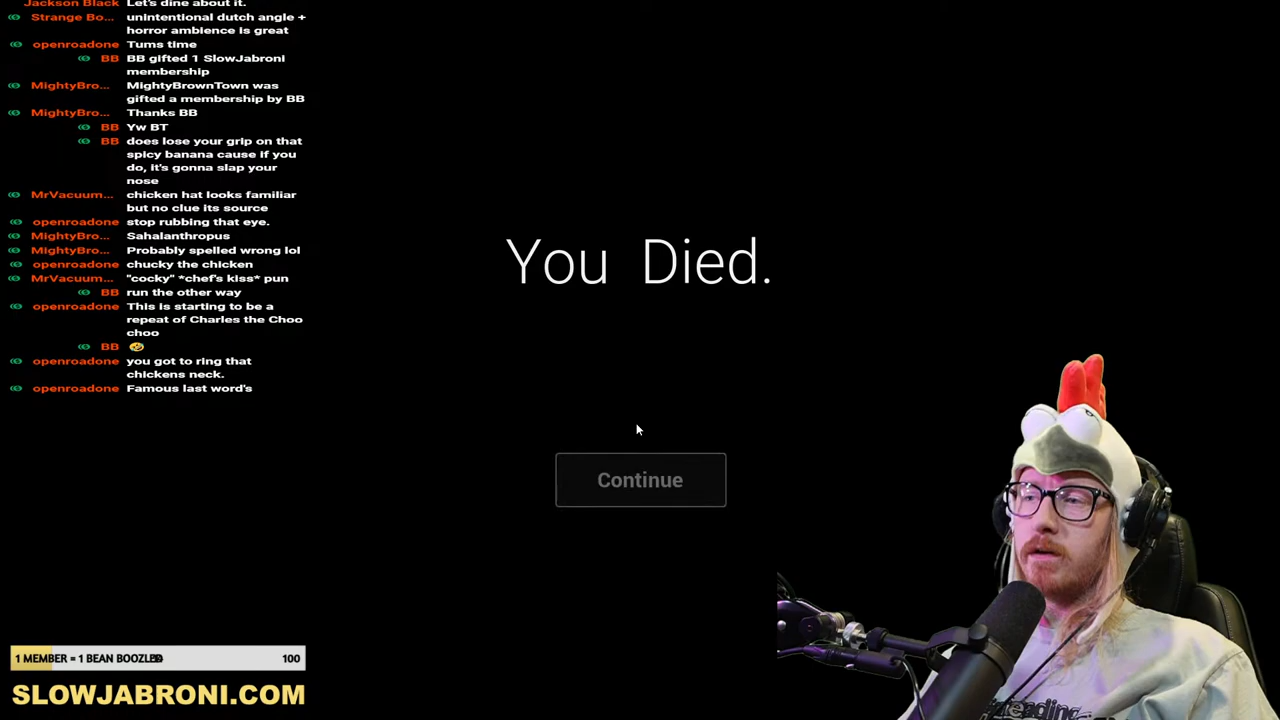 Jackson Black Let's dine about it.
Strange Bo... unintentional dutch angle +
horror ambience is great
openroadone Tums time
BB BB gifted 1 SlowJabroni
membership
MightyBro... MightyBrownTown was
gifted a membership by BB
MightyBro... Thanks BB
BB Yw BT
BB does lose your grip on that
spicy banana cause if you
do, it's gonna slap your
nose
MrVacuum... chicken hat looks familiar
but no clue its source
openroadone stop rubbing that eye.
MightyBro... Sahalanthropus
MightyBro... Probably spelled wrong lol
openroadone chucky the chicken
MrVacuum... "cocky" *chef's kiss* pun
BB run the other way
openroadone This is starting to be a
repeat of Charles the Choo
choo
BB 🤣
openroadone you got to ring that
chickens neck.
openroadone Famous last word's
You Died.
Continue
1 MEMBER = 1 BEAN BOOZLED
100
SLOWJABRONI.COM